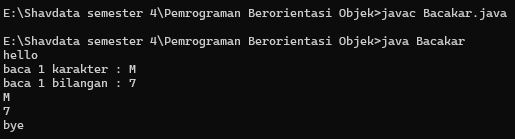 E:\Shavdata semester 4\Pemrograman Berorientasi Objek>javac Bacakar.java
E:\Shavdata semester 4\Pemrograman Berorientasi Objek>java Bacakar
hello
baca 1 karakter : M
baca 1 bilangan : 7
M
7
bye